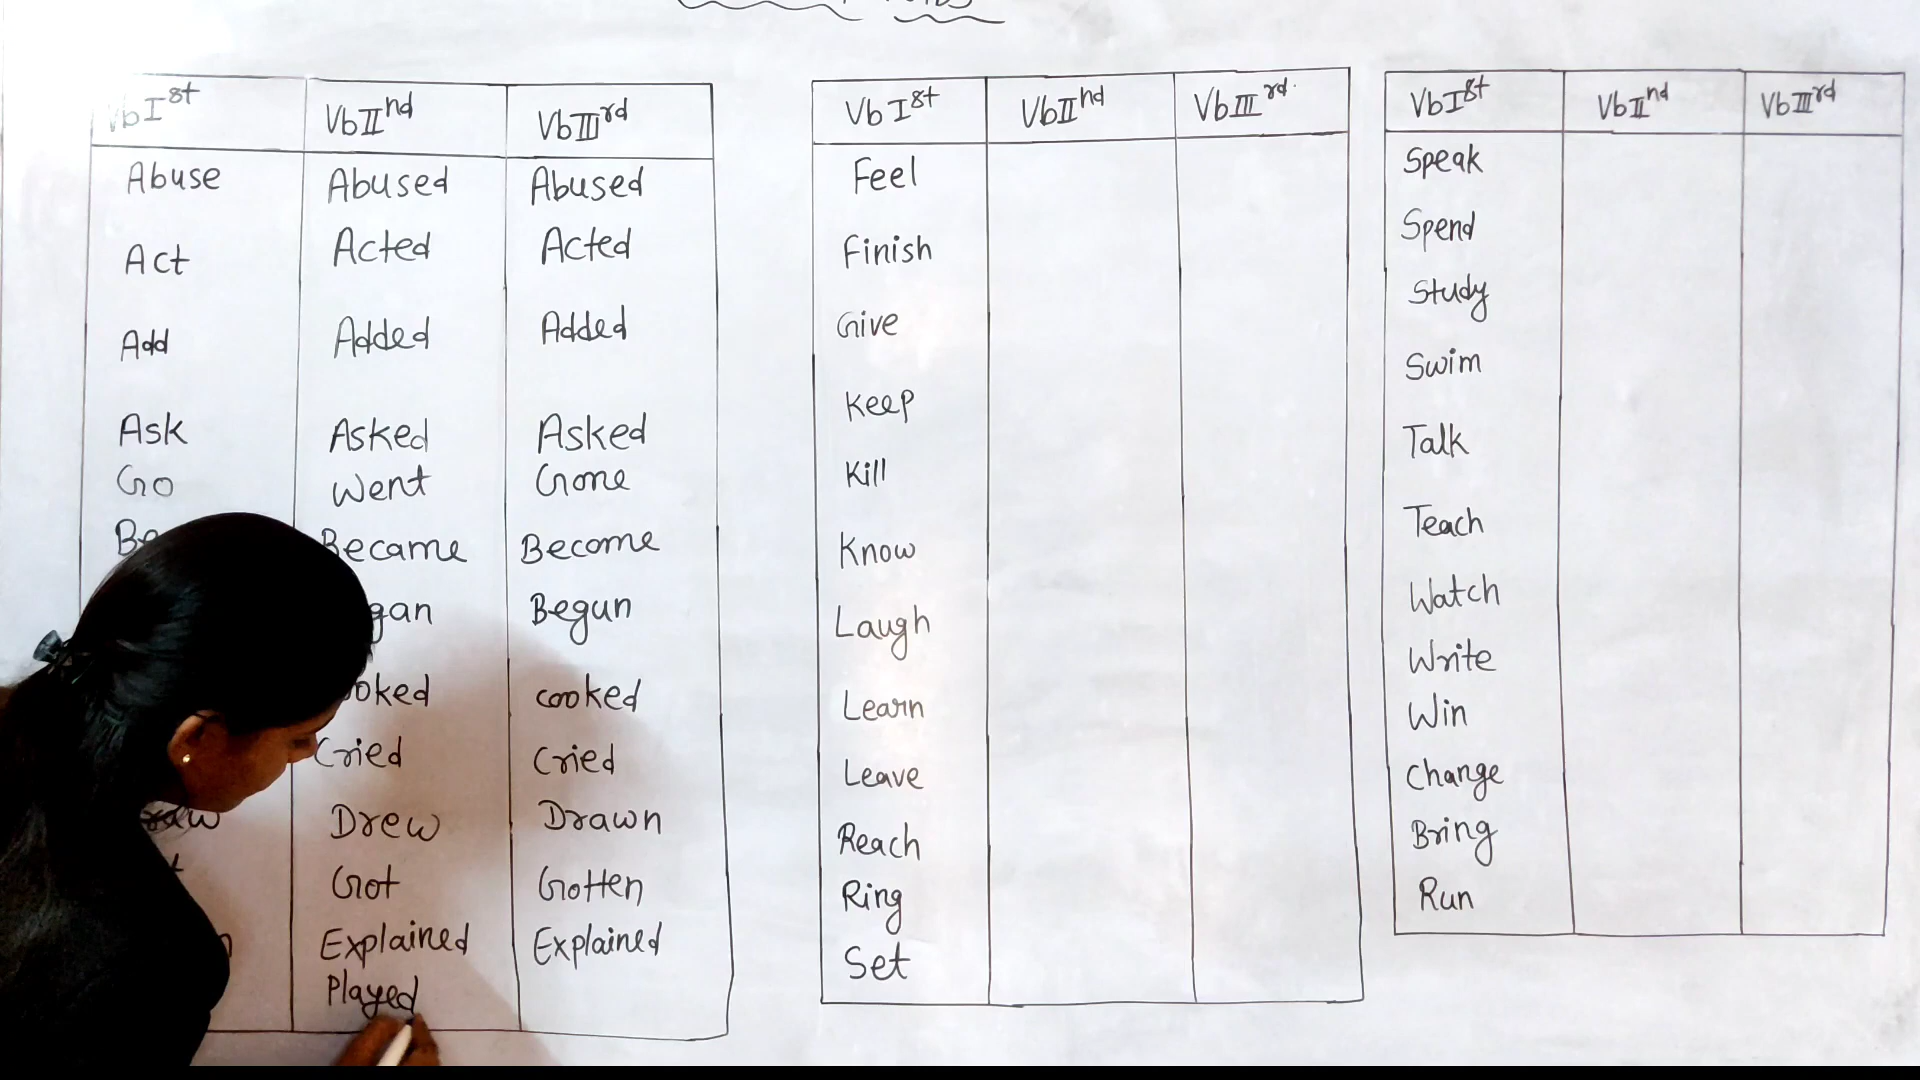 VbIst VbIInd VbIIIrd
Abuse Abused Abused
Act Acted Acted
Add Added Added
Ask Asked Asked
Go Went Gone
Became Become
Begun
cooked
Cried Cried
Drew Drawn
Got Gotten
Explained Explained
Played
Vb Ist VbIInd VbIIIrd.
Feel
Finish
Give
Keep
Kill
Know
Laugh
Learn
Leave
Reach
Ring
Set
VbIst VbIInd VbIIIrd
Speak
Spend
Study
Swim
Talk
Teach
Watch
Write
Win
Change
Bring
Run